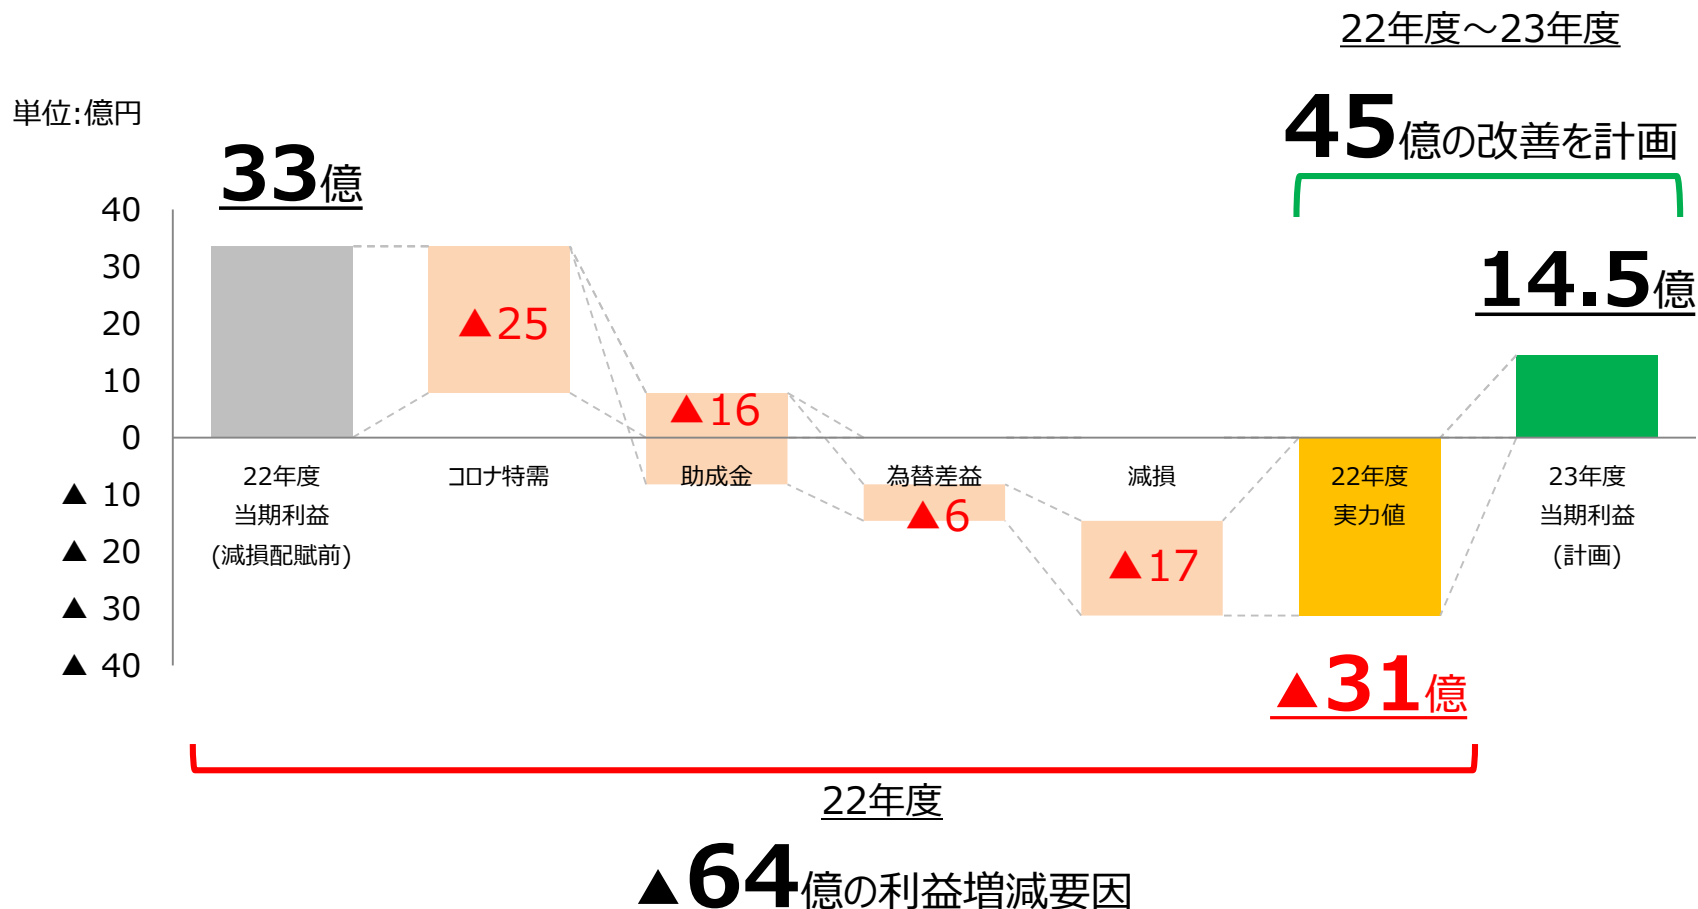 22年度～23年度
45億の改善を計画
単位:億円
33億
14.5億
40
30
20
10
0
▲ 10
▲ 20
▲ 30
▲ 40
▲25
▲16
▲6
▲17
22年度
当期利益
(減損配賦前)
コロナ特需
助成金
為替差益
減損
22年度
実力値
23年度
当期利益
(計画)
▲31億
22年度
▲64億の利益増減要因